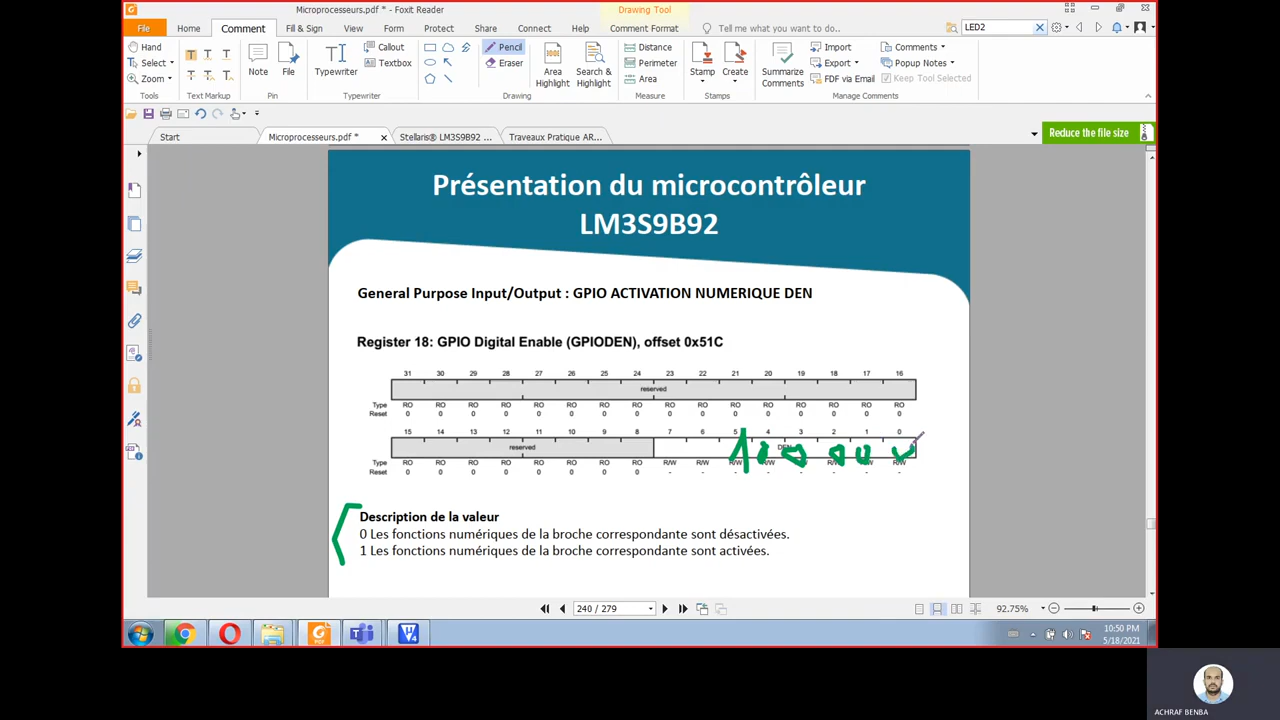 Microprocesseurs.pdf * - Foxit Reader
Drawing Tool
File Home Comment Fill & Sign View Form Protect Share Connect Help Comment Format Tell me what you want to do... LED2
Hand
Select
Zoom
Tools
Text Markup
Note
File
Pin
Typewriter
Callout
Textbox
Typewriter
Pencil
Eraser
Drawing
Area Highlight
Search & Highlight
Distance
Perimeter
Area
Measure
Stamp
Create
Stamps
Summarize Comments
Import
Export
FDF via Email
Comments
Popup Notes
Keep Tool Selected
Manage Comments
Start Microprocesseurs.pdf * Stellaris® LM3S9B92 ... Traveaux Pratique AR... Reduce the file size
Présentation du microcontrôleur
LM3S9B92
General Purpose Input/Output : GPIO ACTIVATION NUMERIQUE DEN
Register 18: GPIO Digital Enable (GPIODEN), offset 0x51C
31 30 29 28 27 26 25 24 23 22 21 20 19 18 17 16
reserved
Type RO RO RO RO RO RO RO RO RO RO RO RO RO RO RO RO
Reset 0 0 0 0 0 0 0 0 0 0 0 0 0 0 0 0
15 14 13 12 11 10 9 8 7 6 5 4 3 2 1 0
reserved DEN
1 0 0 0 0 0
Type RO RO RO RO RO RO RO RO R/W R/W R/W R/W R/W R/W R/W R/W
Reset 0 0 0 0 0 0 0 0 - - - - - - - -
Description de la valeur
0 Les fonctions numériques de la broche correspondante sont désactivées.
1 Les fonctions numériques de la broche correspondante sont activées.
240 / 279 92.75%
10:50 PM
5/18/2021
ACHRAF BENBA